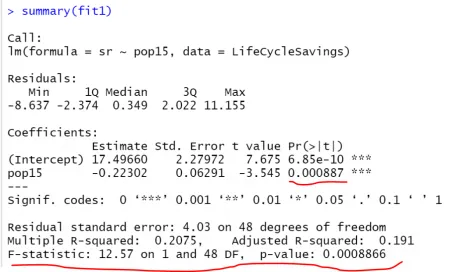 > summary(fit1)
Call:
lm(formula = sr ~ pop15, data = LifeCycleSavings)
Residuals:
Min 1Q Median 3Q Max
-8.637 -2.374 0.349 2.022 11.155
Coefficients:
Estimate Std. Error t value Pr(>|t|)
(Intercept) 17.49660 2.27972 7.675 6.85e-10 ***
pop15 -0.22302 0.06291 -3.545 0.000887 ***
---
Signif. codes: 0 ‘***’ 0.001 ‘**’ 0.01 ‘*’ 0.05 ‘.’ 0.1 ‘ ’ 1
Residual standard error: 4.03 on 48 degrees of freedom
Multiple R-squared: 0.2075, Adjusted R-squared: 0.191
F-statistic: 12.57 on 1 and 48 DF, p-value: 0.0008866